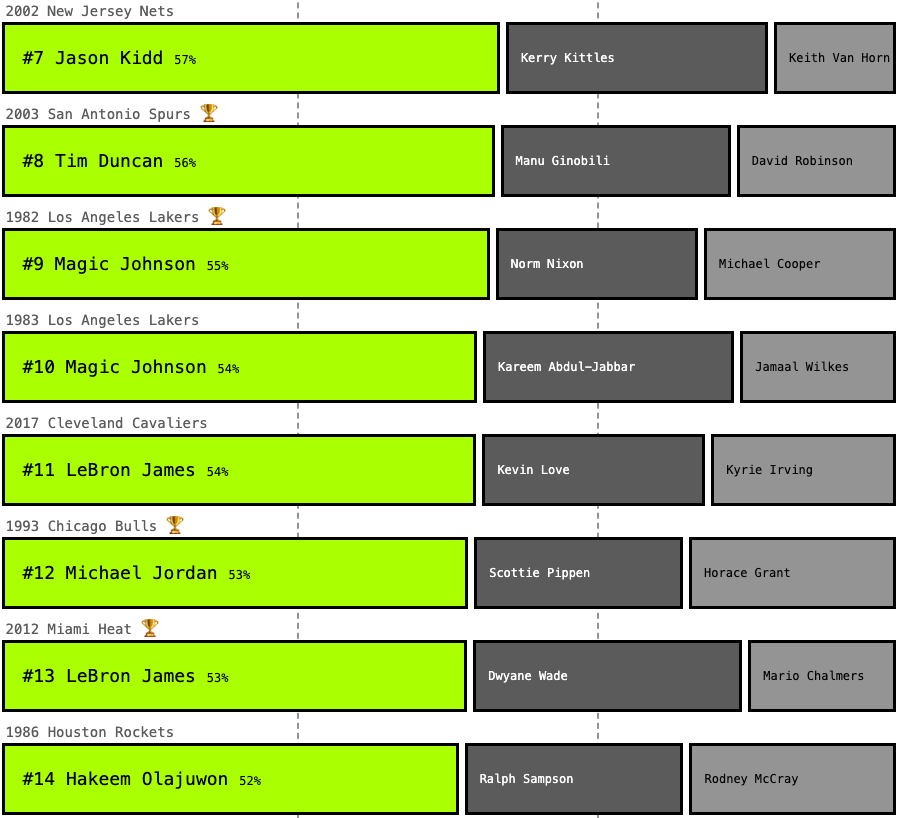 2002 New Jersey Nets
#7 Jason Kidd 57% Kerry Kittles Keith Van Horn
2003 San Antonio Spurs 🏆
#8 Tim Duncan 56% Manu Ginobili David Robinson
1982 Los Angeles Lakers 🏆
#9 Magic Johnson 55% Norm Nixon Michael Cooper
1983 Los Angeles Lakers
#10 Magic Johnson 54% Kareem Abdul-Jabbar Jamaal Wilkes
2017 Cleveland Cavaliers
#11 LeBron James 54% Kevin Love Kyrie Irving
1993 Chicago Bulls 🏆
#12 Michael Jordan 53% Scottie Pippen Horace Grant
2012 Miami Heat 🏆
#13 LeBron James 53% Dwyane Wade Mario Chalmers
1986 Houston Rockets
#14 Hakeem Olajuwon 52% Ralph Sampson Rodney McCray